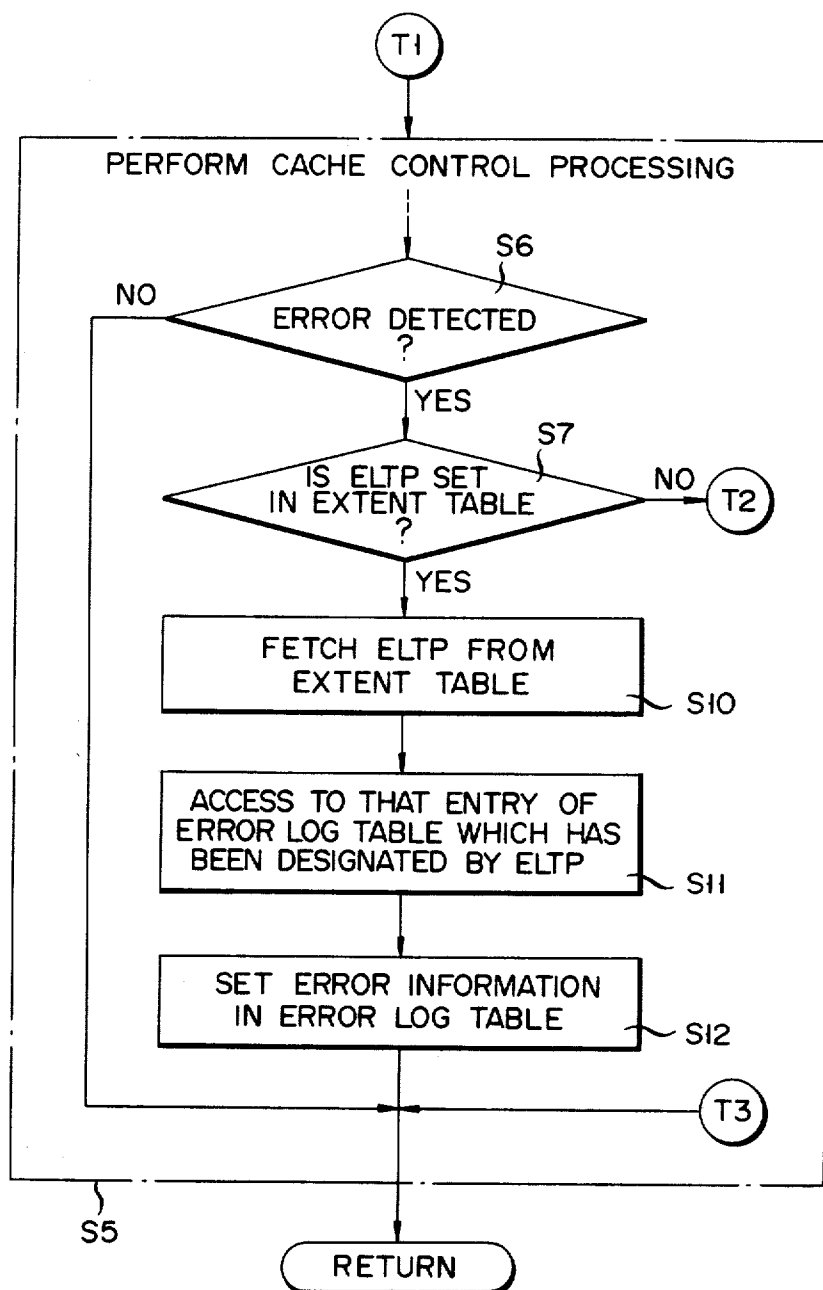 T1
PERFORM CACHE CONTROL PROCESSING
S6
NO
ERROR DETECTED
?
YES
S7
IS ELTP SET
IN EXTENT TABLE
?
NO
T2
YES
FETCH ELTP FROM
EXTENT TABLE
S10
ACCESS TO THAT ENTRY OF
ERROR LOG TABLE WHICH HAS
BEEN DESIGNATED BY ELTP
S11
SET ERROR INFORMATION
IN ERROR LOG TABLE
S12
T3
S5
RETURN